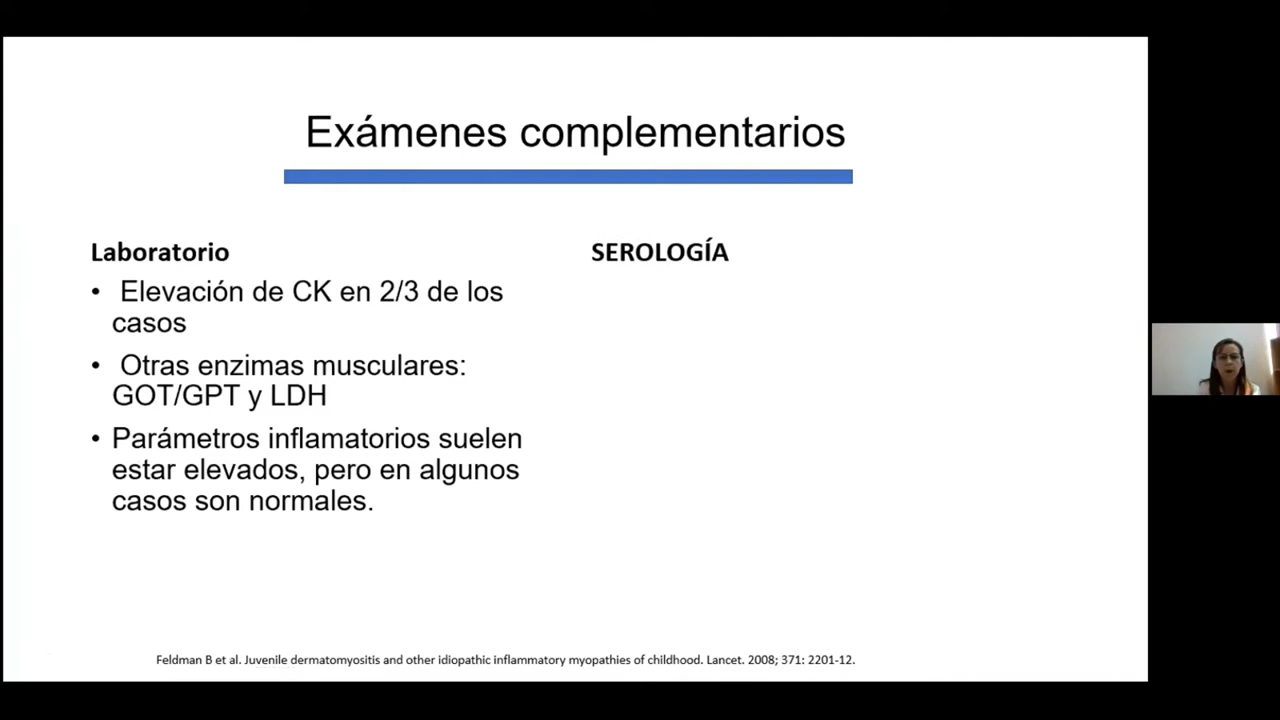 Exámenes complementarios
Laboratorio
• Elevación de CK en 2/3 de los
casos
• Otras enzimas musculares:
GOT/GPT y LDH
• Parámetros inflamatorios suelen
estar elevados, pero en algunos
casos son normales.
SEROLOGÍA
Feldman B et al. Juvenile dermatomyositis and other idiopathic inflammatory myopathies of childhood. Lancet. 2008; 371: 2201-12.